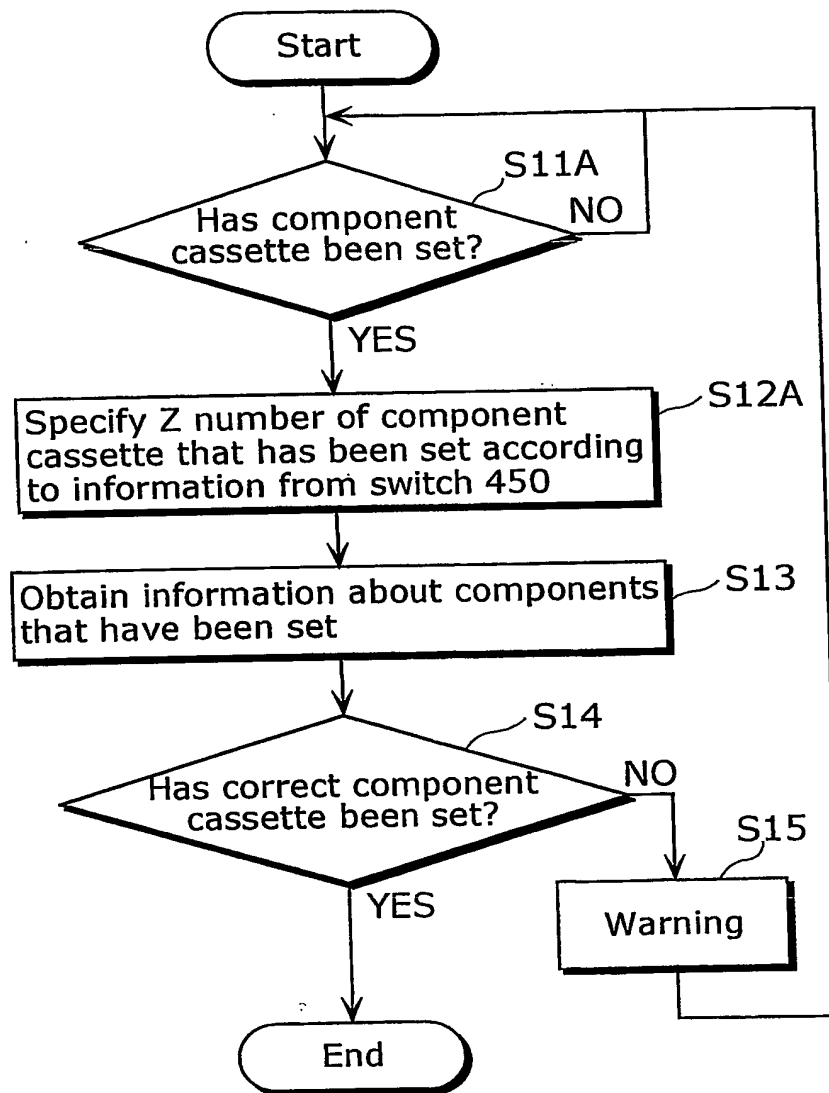 Start
S11A
Has component
cassette been set?
NO
YES
S12A
Specify Z number of component
cassette that has been set according
to information from switch 450
S13
Obtain information about components
that have been set
S14
Has correct component
cassette been set?
NO
S15
YES
Warning
End